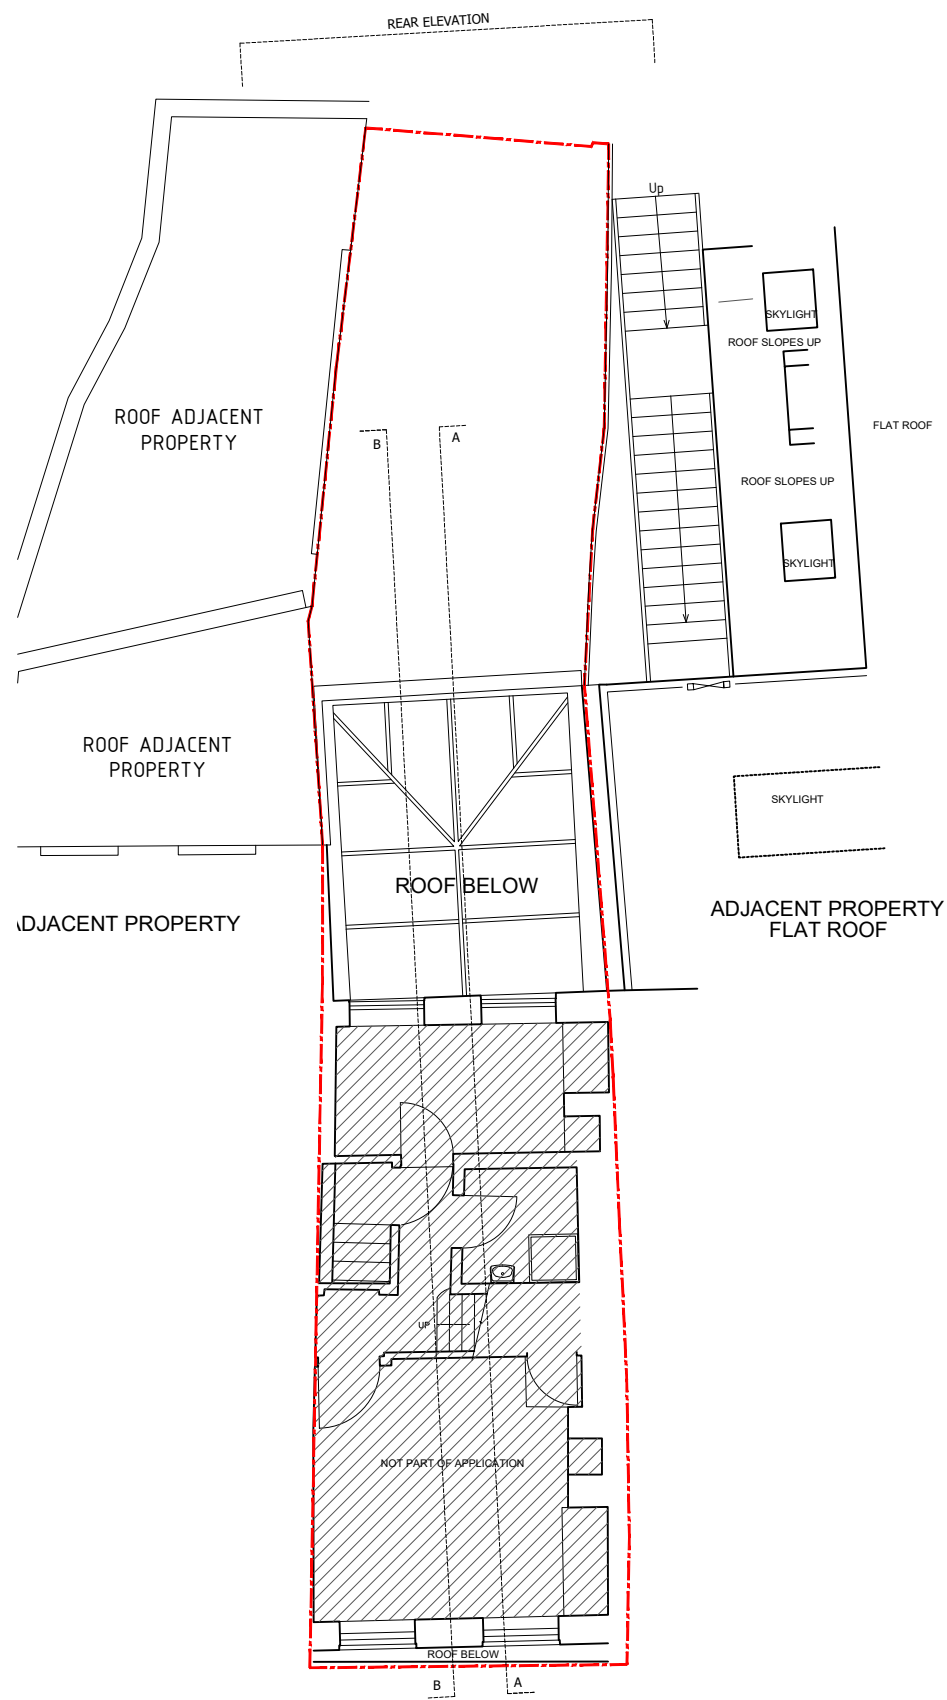 REAR ELEVATION
Up
SKYLIGHT
ROOF SLOPES UP
ROOF ADJACENT
PROPERTY
FLAT ROOF
B
A
ROOF SLOPES UP
SKYLIGHT
ROOF ADJACENT
PROPERTY
SKYLIGHT
ROOF BELOW
ADJACENT PROPERTY
ADJACENT PROPERTY
FLAT ROOF
UP
NOT PART OF APPLICATION
ROOF BELOW
B
A